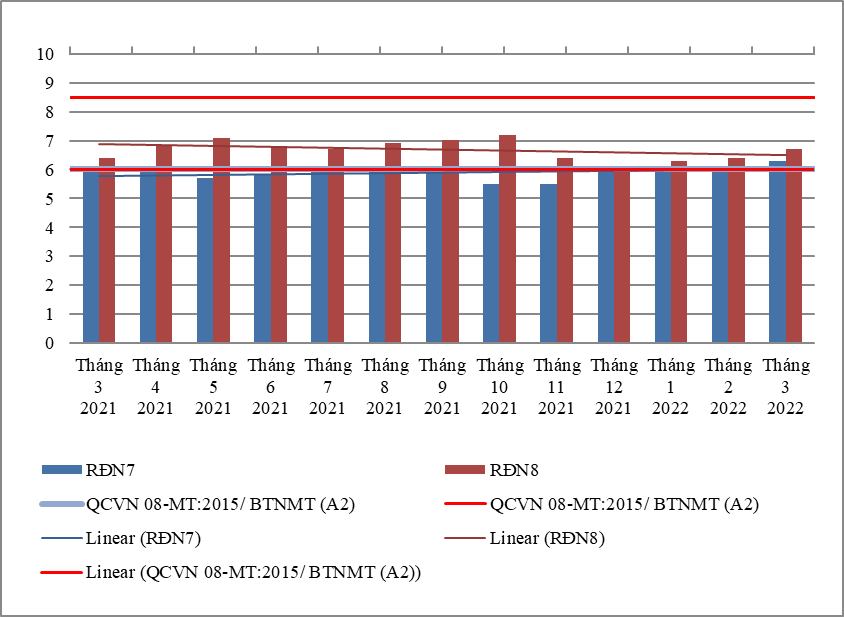 10
9
8
7
6
5
4
3
2
1
0
Tháng Tháng Tháng Tháng Tháng Tháng Tháng Tháng Tháng Tháng Tháng Tháng Tháng
3 4 5 6 7 8 9 10 11 12 1 2 3
2021 2021 2021 2021 2021 2021 2021 2021 2021 2021 2022 2022 2022
RĐN7 RĐN8
QCVN 08-MT:2015/ BTNMT (A2) QCVN 08-MT:2015/ BTNMT (A2)
Linear (RĐN7) Linear (RĐN8)
Linear (QCVN 08-MT:2015/ BTNMT (A2))